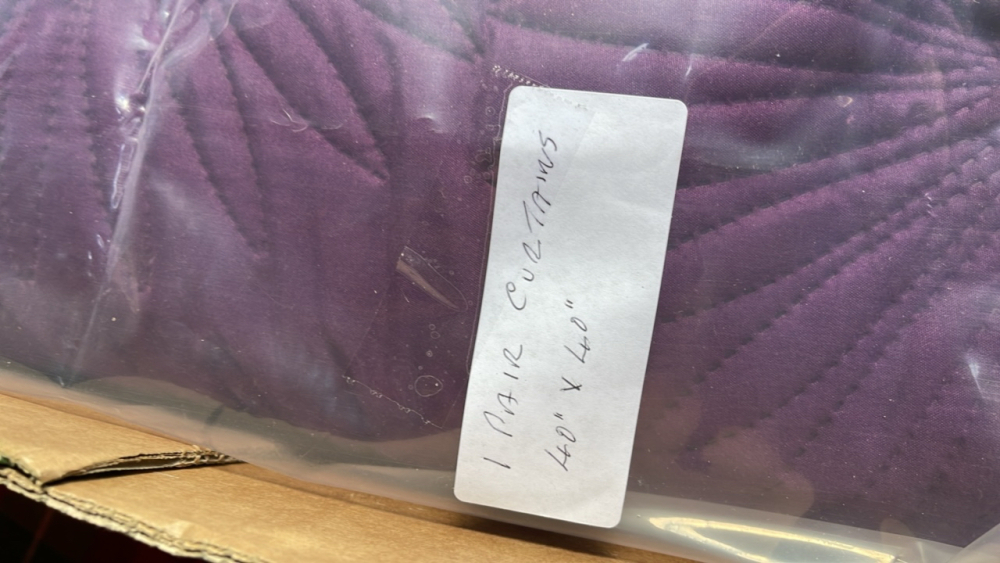 1 PAIR CURTAINS
40" X 40"